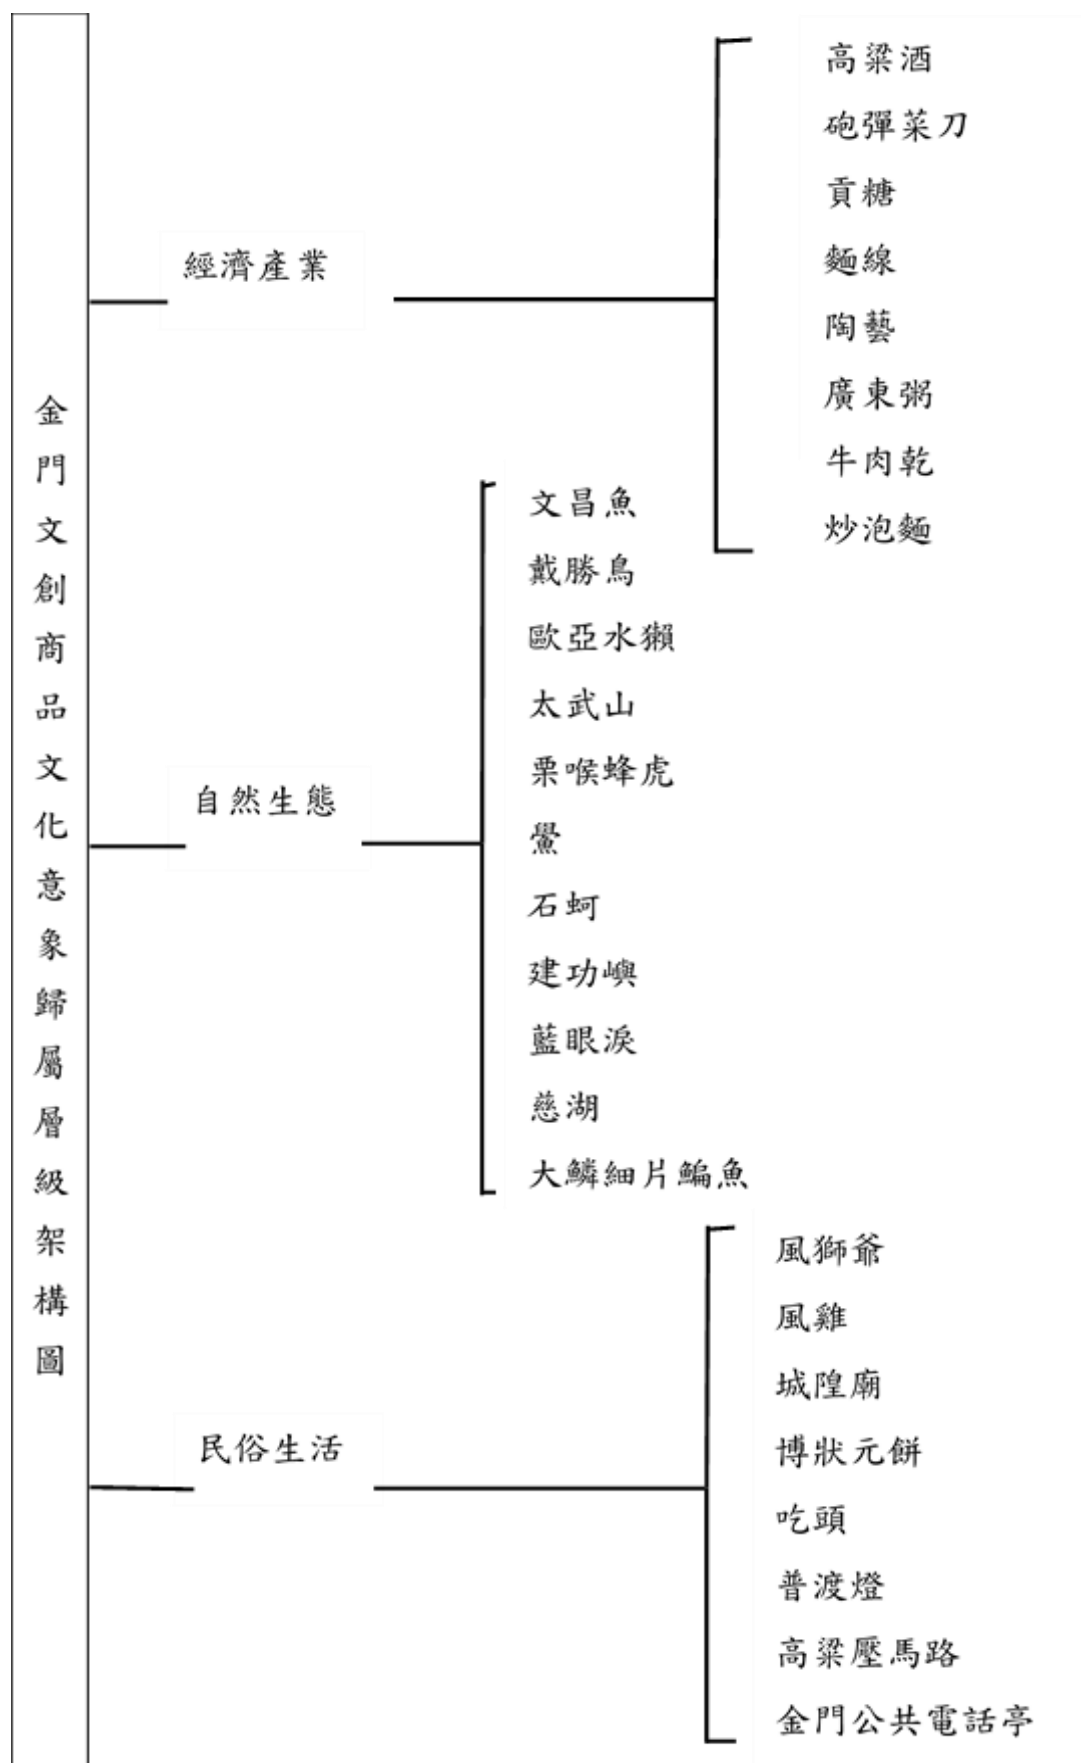 金門文創商品文化意象歸屬層級架構圖
經濟產業
高粱酒
砲彈菜刀
貢糖
麵線
陶藝
廣東粥
牛肉乾
炒泡麵
自然生態
文昌魚
戴勝鳥
歐亞水獺
太武山
栗喉蜂虎
鱟
石蚵
建功嶼
藍眼淚
慈湖
大鱗細片鯿魚
民俗生活
風獅爺
風雞
城隍廟
博狀元餅
吃頭
普渡燈
高粱壓馬路
金門公共電話亭